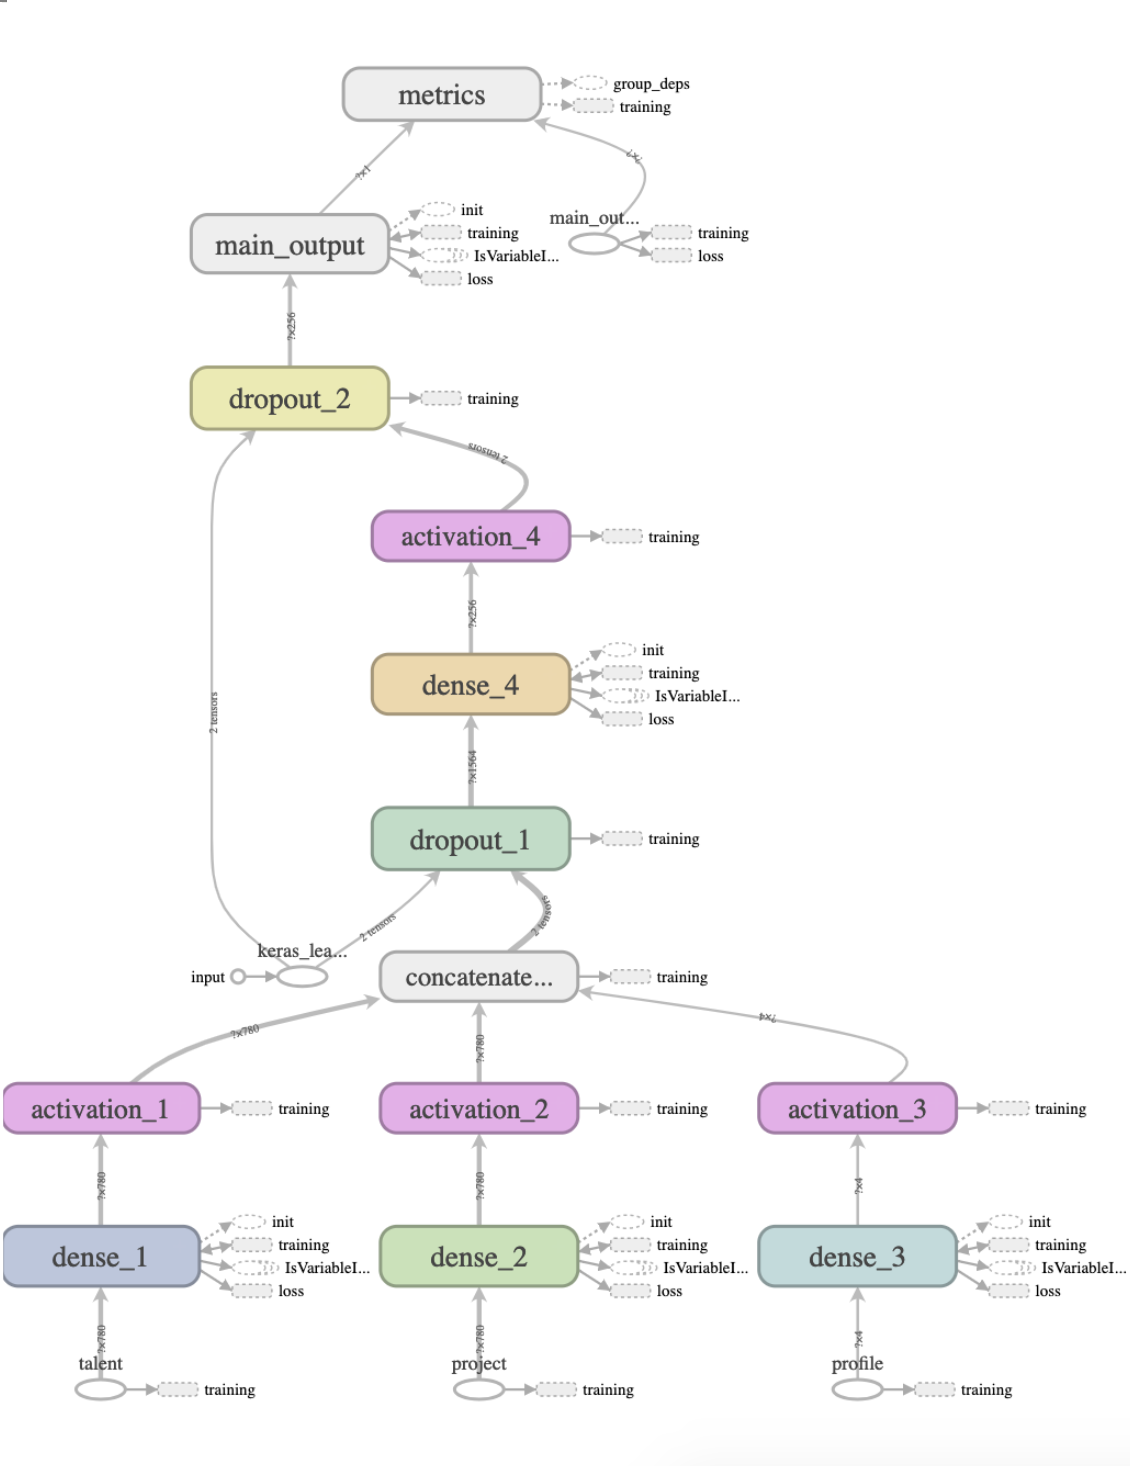 metrics
group_deps
training
?x1
?x?
main_output
init
training
IsVariableI...
loss
main_out...
training
loss
?x256
dropout_2
training
2 tensors
activation_4
training
?x256
dense_4
init
training
IsVariableI...
loss
2 tensors
?x1564
dropout_1
training
2 tensors
2 tensors
keras_lea...
input
concatenate...
training
?x780
?x780
?x4
activation_1
training
activation_2
training
activation_3
training
?x780
?x780
?x4
dense_1
init
training
IsVariableI...
loss
dense_2
init
training
IsVariableI...
loss
dense_3
init
training
IsVariableI...
loss
?x780
?x780
?x4
talent
training
project
training
profile
training